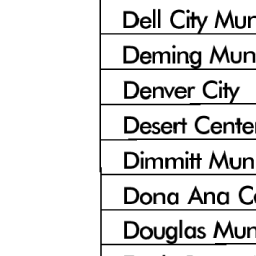 Dell City Mun
Deming Mun
Denver City
Desert Center
Dimmitt Mun
Dona Ana Co
Douglas Mun